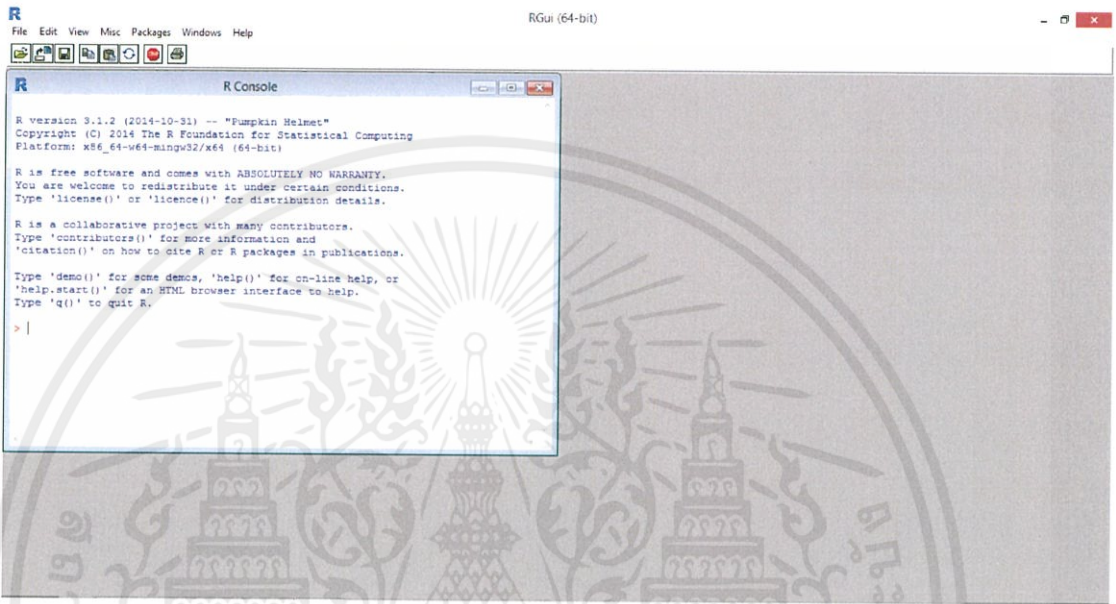 RGui (64-bit)
File Edit View Misc Packages Windows Help
R Console
R version 3.1.2 (2014-10-31) -- "Pumpkin Helmet"
Copyright (C) 2014 The R Foundation for Statistical Computing
Platform: x86_64-w64-mingw32/x64 (64-bit)
R is free software and comes with ABSOLUTELY NO WARRANTY.
You are welcome to redistribute it under certain conditions.
Type 'license()' or 'licence()' for distribution details.
R is a collaborative project with many contributors.
Type 'contributors()' for more information and
'citation()' on how to cite R or R packages in publications.
Type 'demo()' for some demos, 'help()' for on-line help, or
'help.start()' for an HTML browser interface to help.
Type 'q()' to quit R.
>